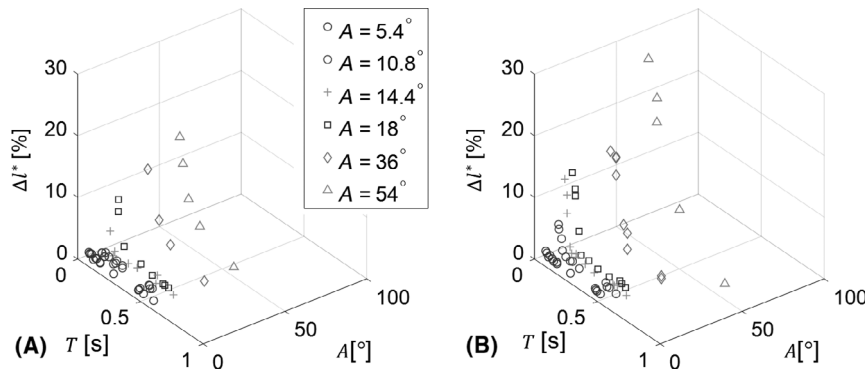 30
20
10
0
Δl* [%]
0
0.5
1
T [s]
0
50
100
A[°]
(A)
A = 5.4°
A = 10.8°
A = 14.4°
A = 18°
A = 36°
A = 54°
30
20
10
0
Δl* [%]
0
0.5
1
T [s]
0
50
100
A[°]
(B)